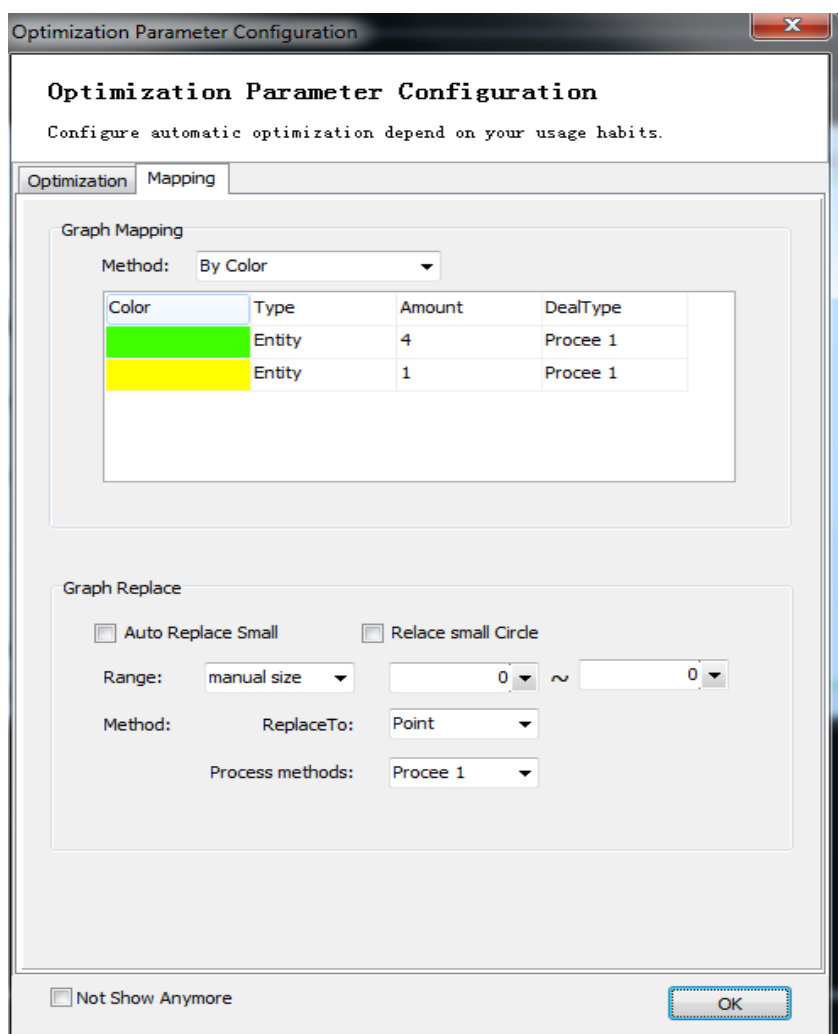 Optimization Parameter Configuration
Optimization Parameter Configuration
Configure automatic optimization depend on your usage habits.
Optimization Mapping
Graph Mapping
Method: By Color
Color Type Amount DealType
Entity 4 Procee 1
Entity 1 Procee 1
Graph Replace
Auto Replace Small Relace small Circle
Range: manual size 0 ~ 0
Method: ReplaceTo: Point
Process methods: Procee 1
Not Show Anymore OK